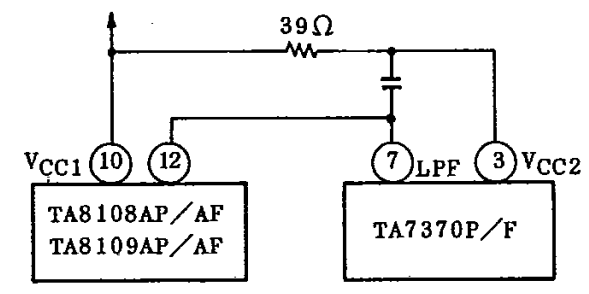 39Ω
VCC1 10 12 7 LPF 3 VCC2
TA8108AP/AF
TA8109AP/AF
TA7370P/F